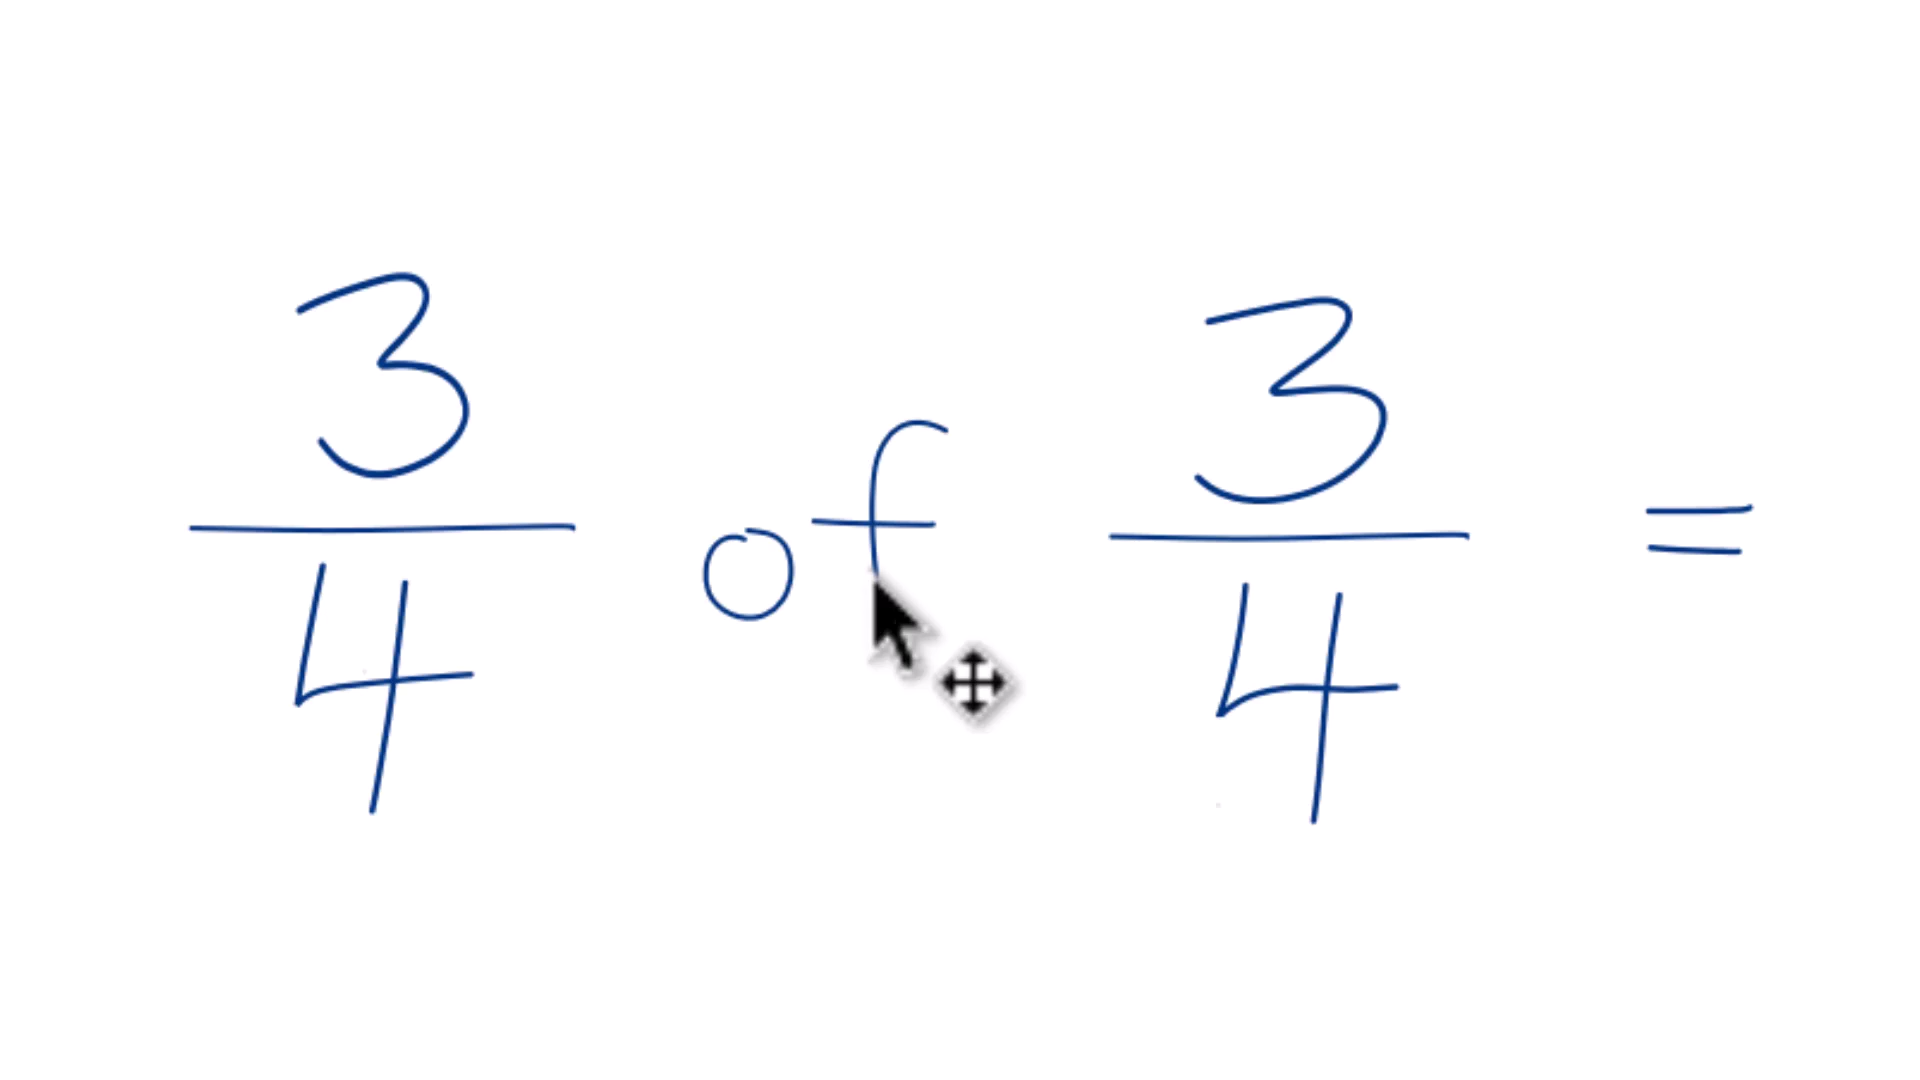 3/4 of 3/4 =